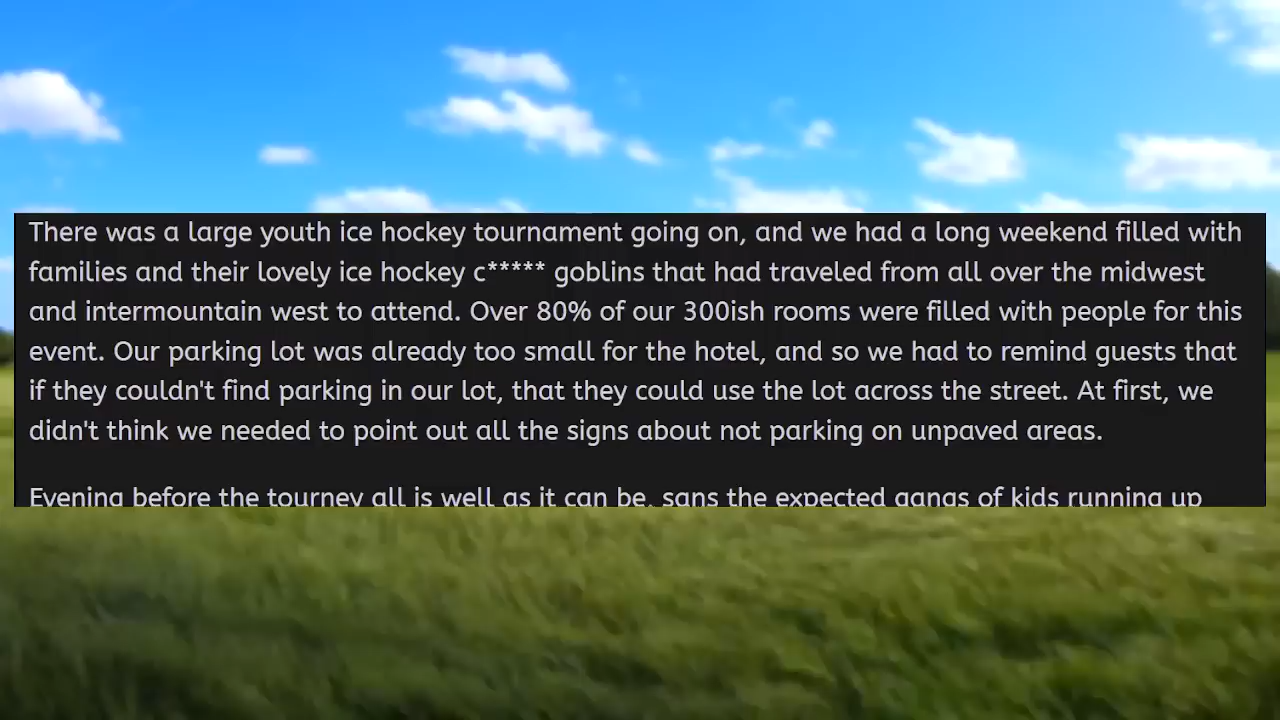 There was a large youth ice hockey tournament going on, and we had a long weekend filled with
families and their lovely ice hockey c***** goblins that had traveled from all over the midwest
and intermountain west to attend. Over 80% of our 300ish rooms were filled with people for this
event. Our parking lot was already too small for the hotel, and so we had to remind guests that
if they couldn't find parking in our lot, that they could use the lot across the street. At first, we
didn't think we needed to point out all the signs about not parking on unpaved areas.
Evening before the tourney all is well as it can be, sans the expected gangs of kids running up